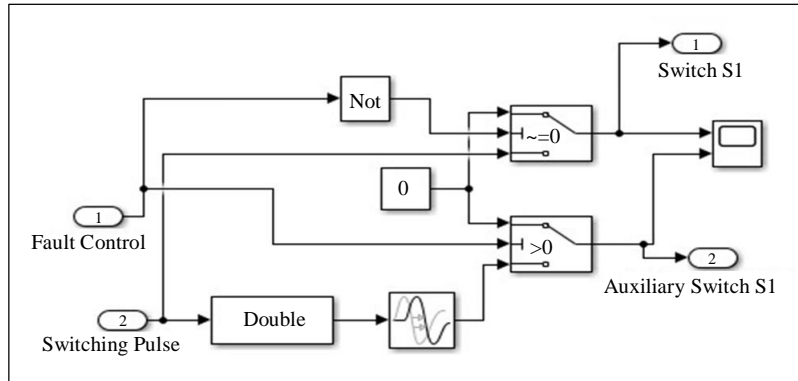 1
Switch S1
Not
~=0
0
1
Fault Control
>0
2
Auxiliary Switch S1
2
Double
Switching Pulse